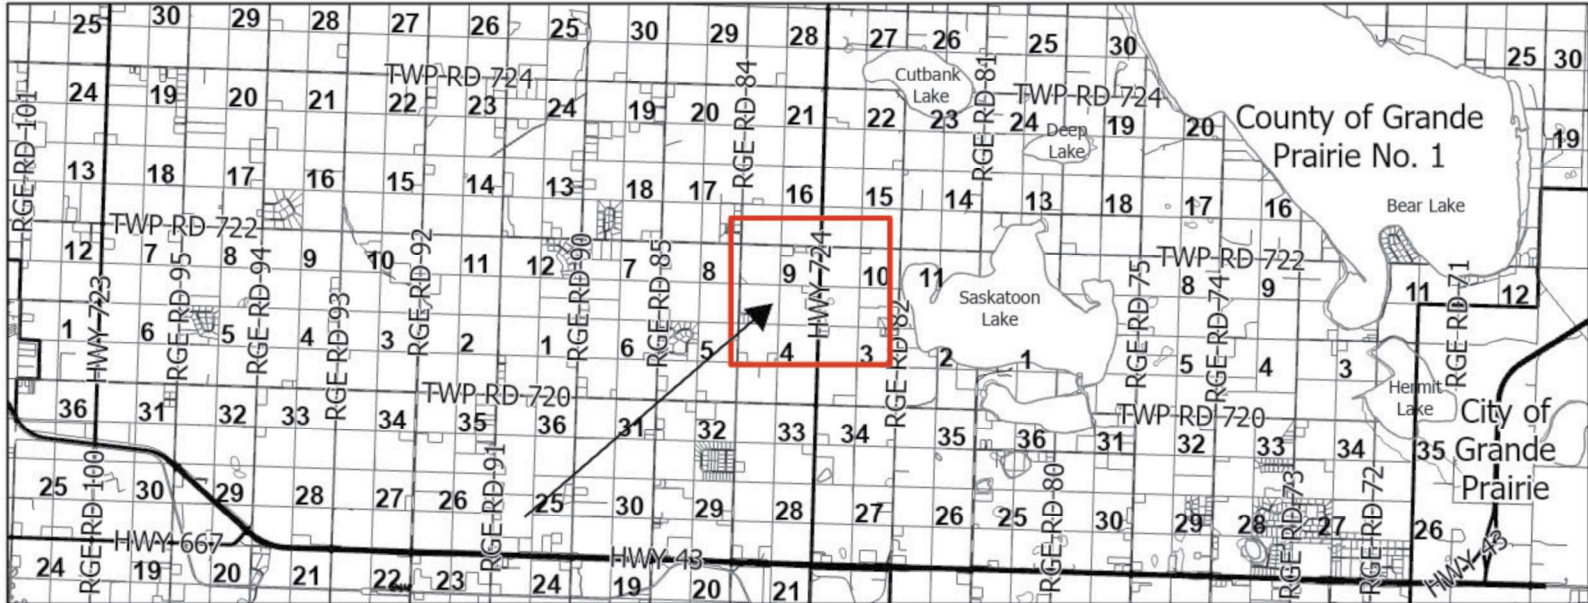 25 30 29 28 27 26 25 30 29 28 27 26 25 30 25 30
TWP-RD-724
RGE-RD-84
RGE-RD-81
Cutbank
Lake
TWP-RD-724
RGE-RD-101
24 19 20 21 22 23 24 19 20 21 22 23 24 19 20 19
Deep
Lake
County of Grande
Prairie No. 1
Bear Lake
13 18 17 16 15 14 13 18 17 16 15 14 13 18 17 16
TWP-RD-722
TWP-RD-722
12 7 8 9 10 11 12 7 8 9 10 11 8 9 11 12
HWY-723
RGE-RD-95
RGE-RD-94
RGE-RD-93
RGE-RD-92
RGE-RD-90
RGE-RD-85
HWY-724
RGE-RD-82
Saskatoon
Lake
RGE-RD-75
RGE-RD-74
RGE-RD-71
1 6 5 4 3 2 1 6 5 4 3 2 1 5 4 3
TWP-RD-720
TWP-RD-720
Hermit
Lake
City of
Grande
Prairie
36 31 32 33 34 35 36 31 32 33 34 35 36 31 32 33 34 35
RGE-RD-100
RGE-RD-91
RGE-RD-80
RGE-RD-73
RGE-RD-72
25 30 29 28 27 26 25 30 29 28 27 26 25 30 29 28 27 26
HWY-667
HWY-43
HWY-43
24 19 20 21 22 23 24 19 20 21